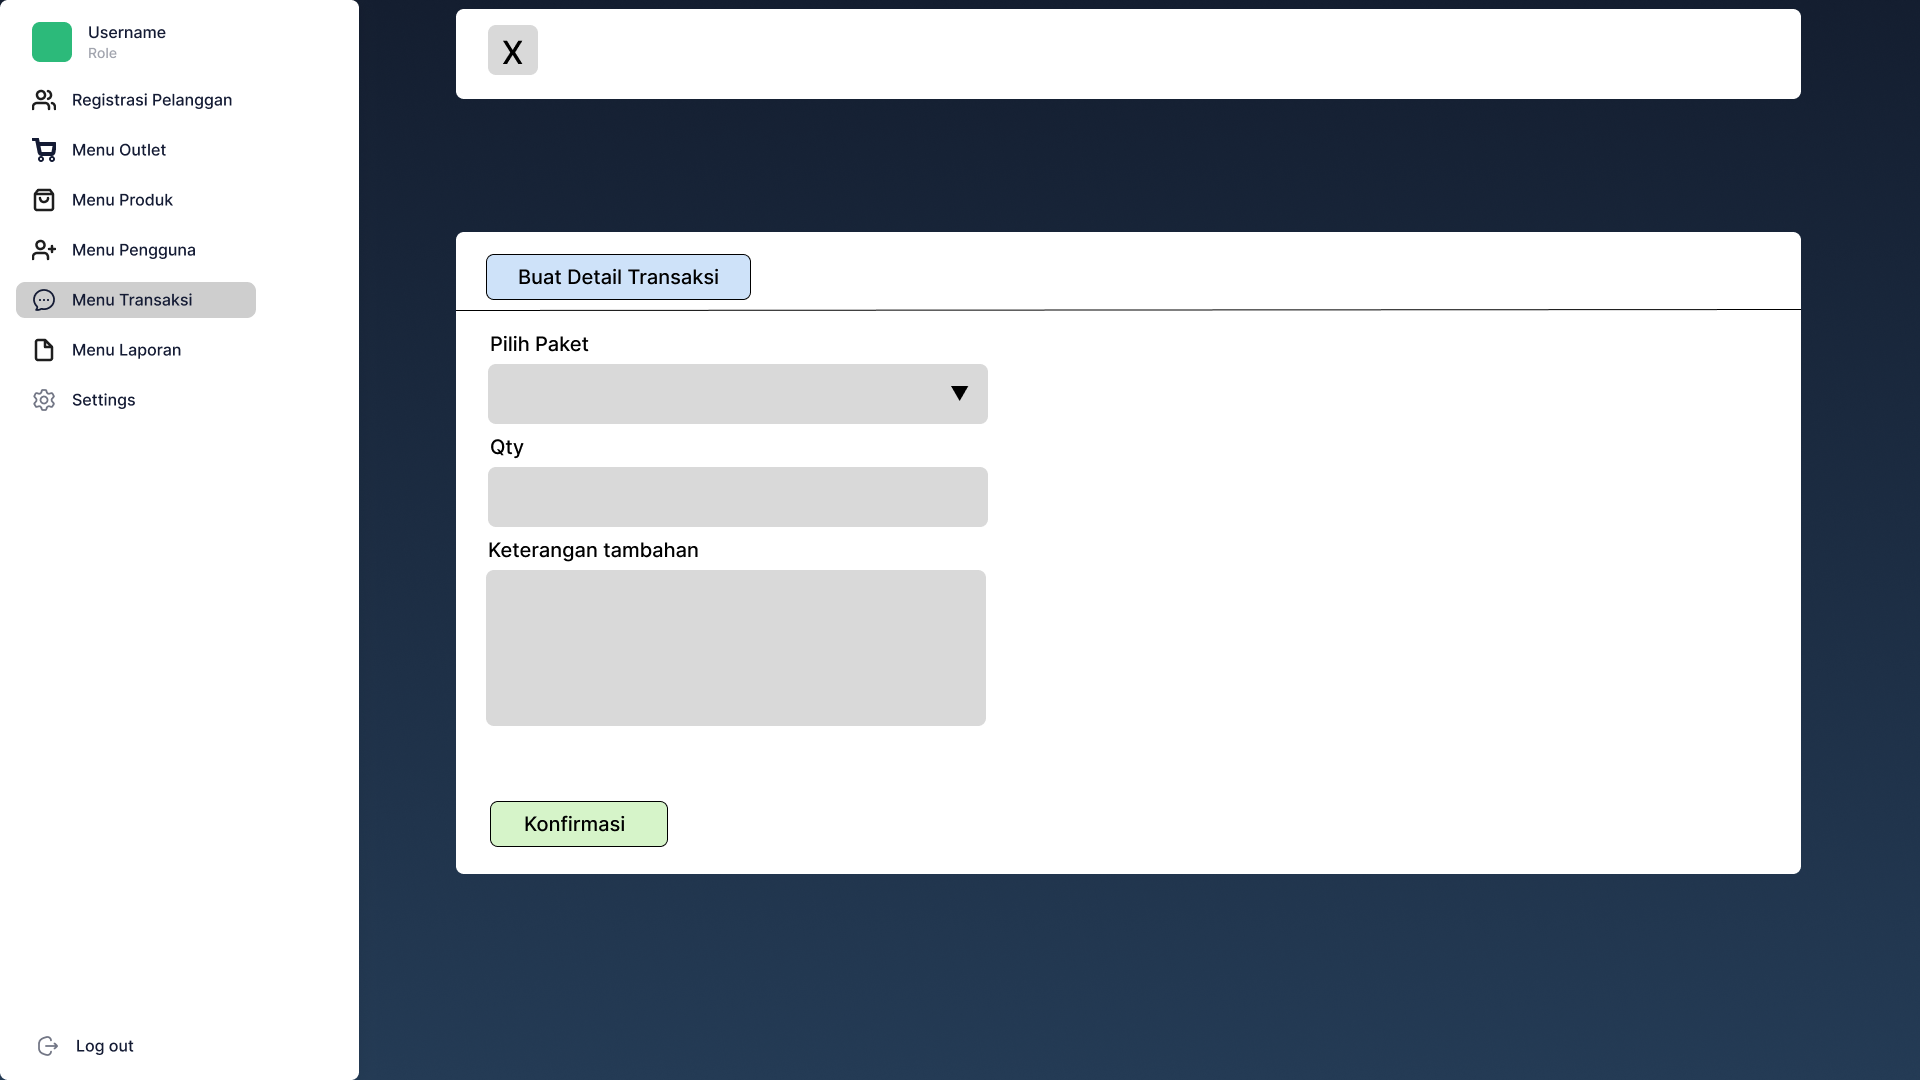 Username
Role
Registrasi Pelanggan
Menu Outlet
Menu Produk
Menu Pengguna
Menu Transaksi
Menu Laporan
Settings
Log out
X
Buat Detail Transaksi
Pilih Paket
Qty
Keterangan tambahan
Konfirmasi